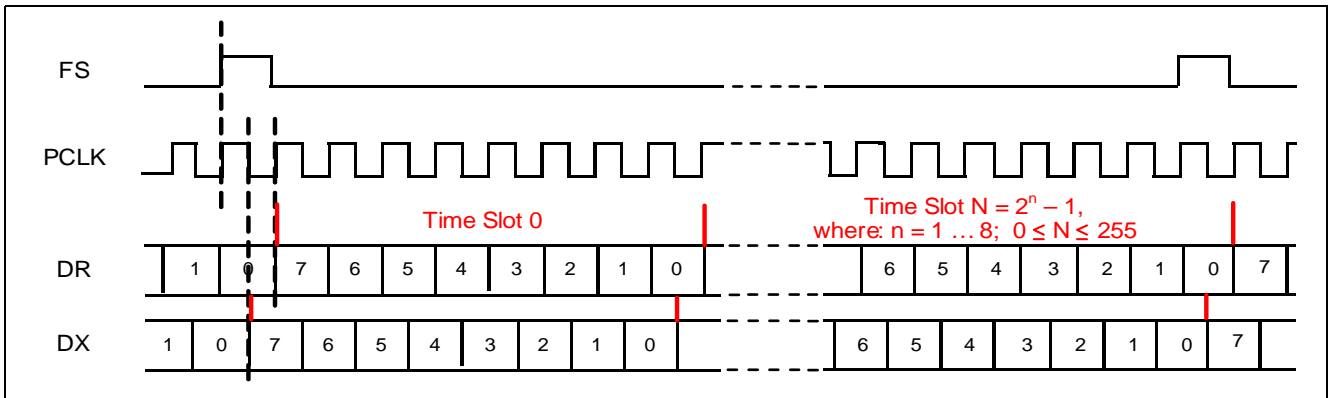 FS
PCLK
Time Slot 0
Time Slot N = 2ⁿ – 1,
where: n = 1 … 8; 0 ≤ N ≤ 255
DR 1 0 7 6 5 4 3 2 1 0 6 5 4 3 2 1 0 7
DX 1 0 7 6 5 4 3 2 1 0 6 5 4 3 2 1 0 7